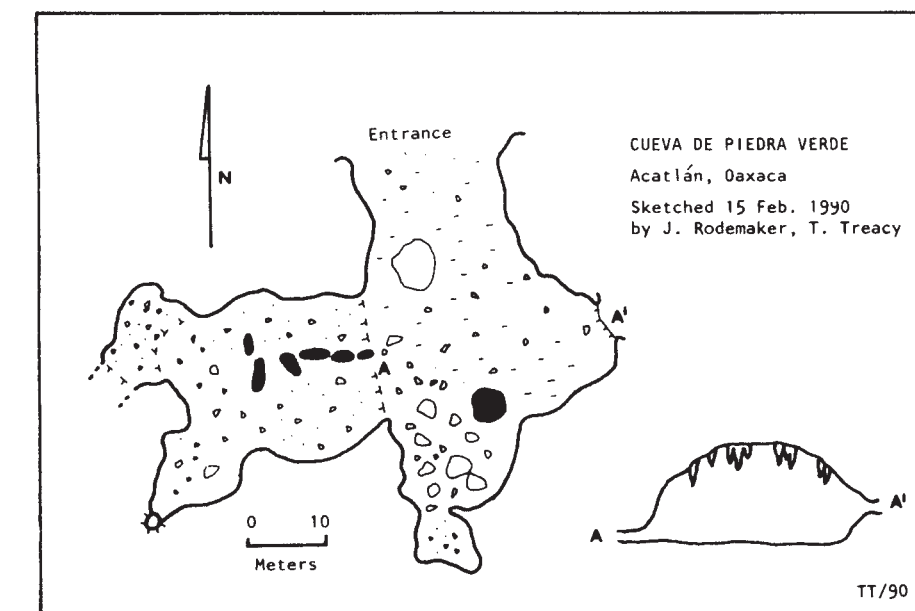 Entrance
N
CUEVA DE PIEDRA VERDE
Acatlán, Oaxaca
Sketched 15 Feb. 1990
by J. Rodemaker, T. Treacy
A'
A
0 10
Meters
A A'
TT/90